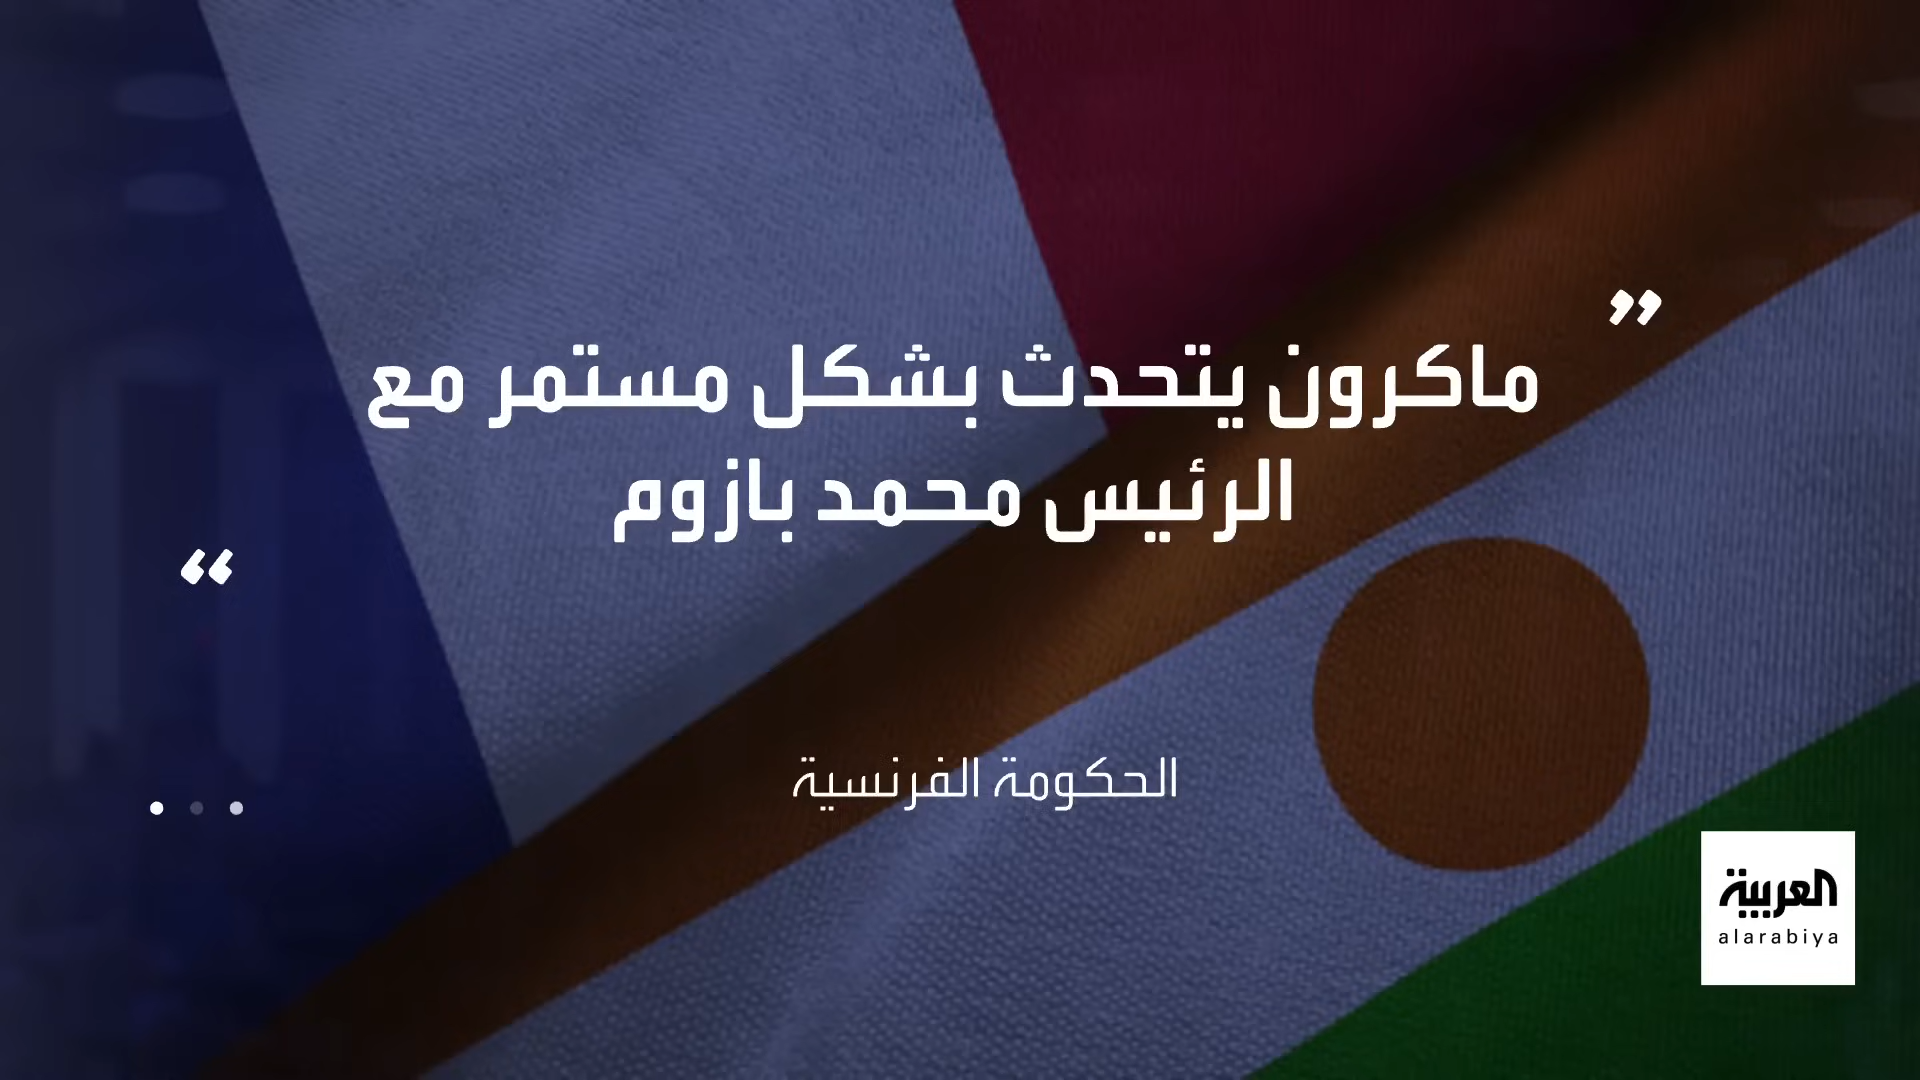 ”
ماكرون يتحدث بشكل مستمر مع
الرئيس محمد بازوم
“
الحكومة الفرنسية
العربية
alarabiya